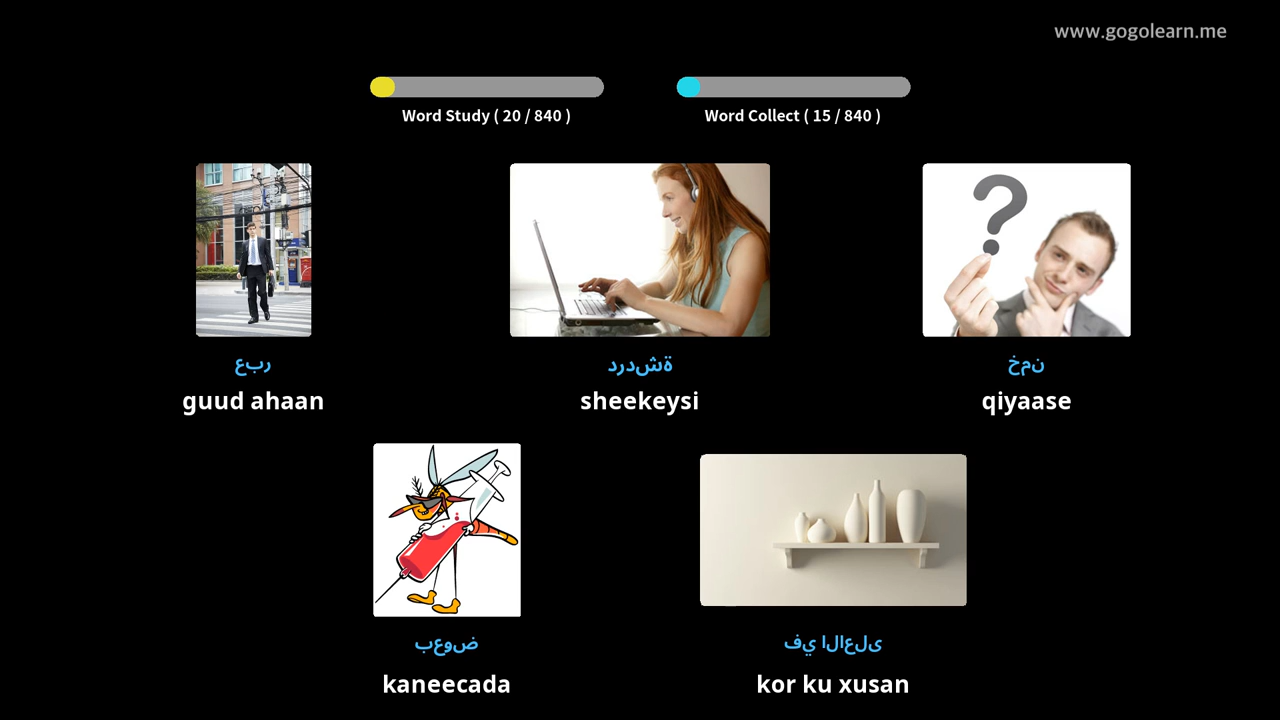 www.gogolearn.me
Word Study ( 20 / 840 )
Word Collect ( 15 / 840 )
عبر
دردشة
خمن
guud ahaan
sheekeysi
qiyaase
بعوض
في الاعلى
kaneecada
kor ku xusan